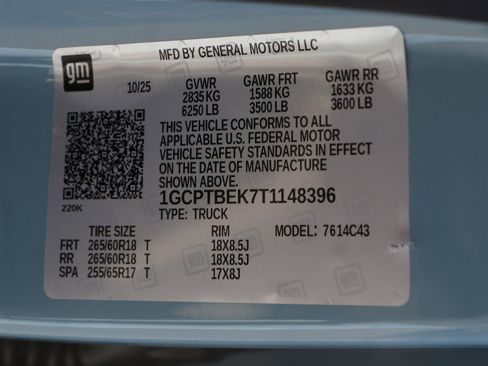 gm
MFD BY GENERAL MOTORS LLC
10/25 GVWR GAWR FRT GAWR RR
2835 KG 1588 KG 1633 KG
6250 LB 3500 LB 3600 LB
THIS VEHICLE CONFORMS TO ALL
APPLICABLE U.S. FEDERAL MOTOR
VEHICLE SAFETY STANDARDS IN EFFECT
ON THE DATE OF MANUFACTURE
SHOWN ABOVE.
220K
1GCPTBEK7T1148396
TYPE: TRUCK
TIRE SIZE RIM MODEL: 7614C43
FRT 265/60R18 T 18X8.5J
RR 265/60R18 T 18X8.5J
SPA 255/65R17 T 17X8J